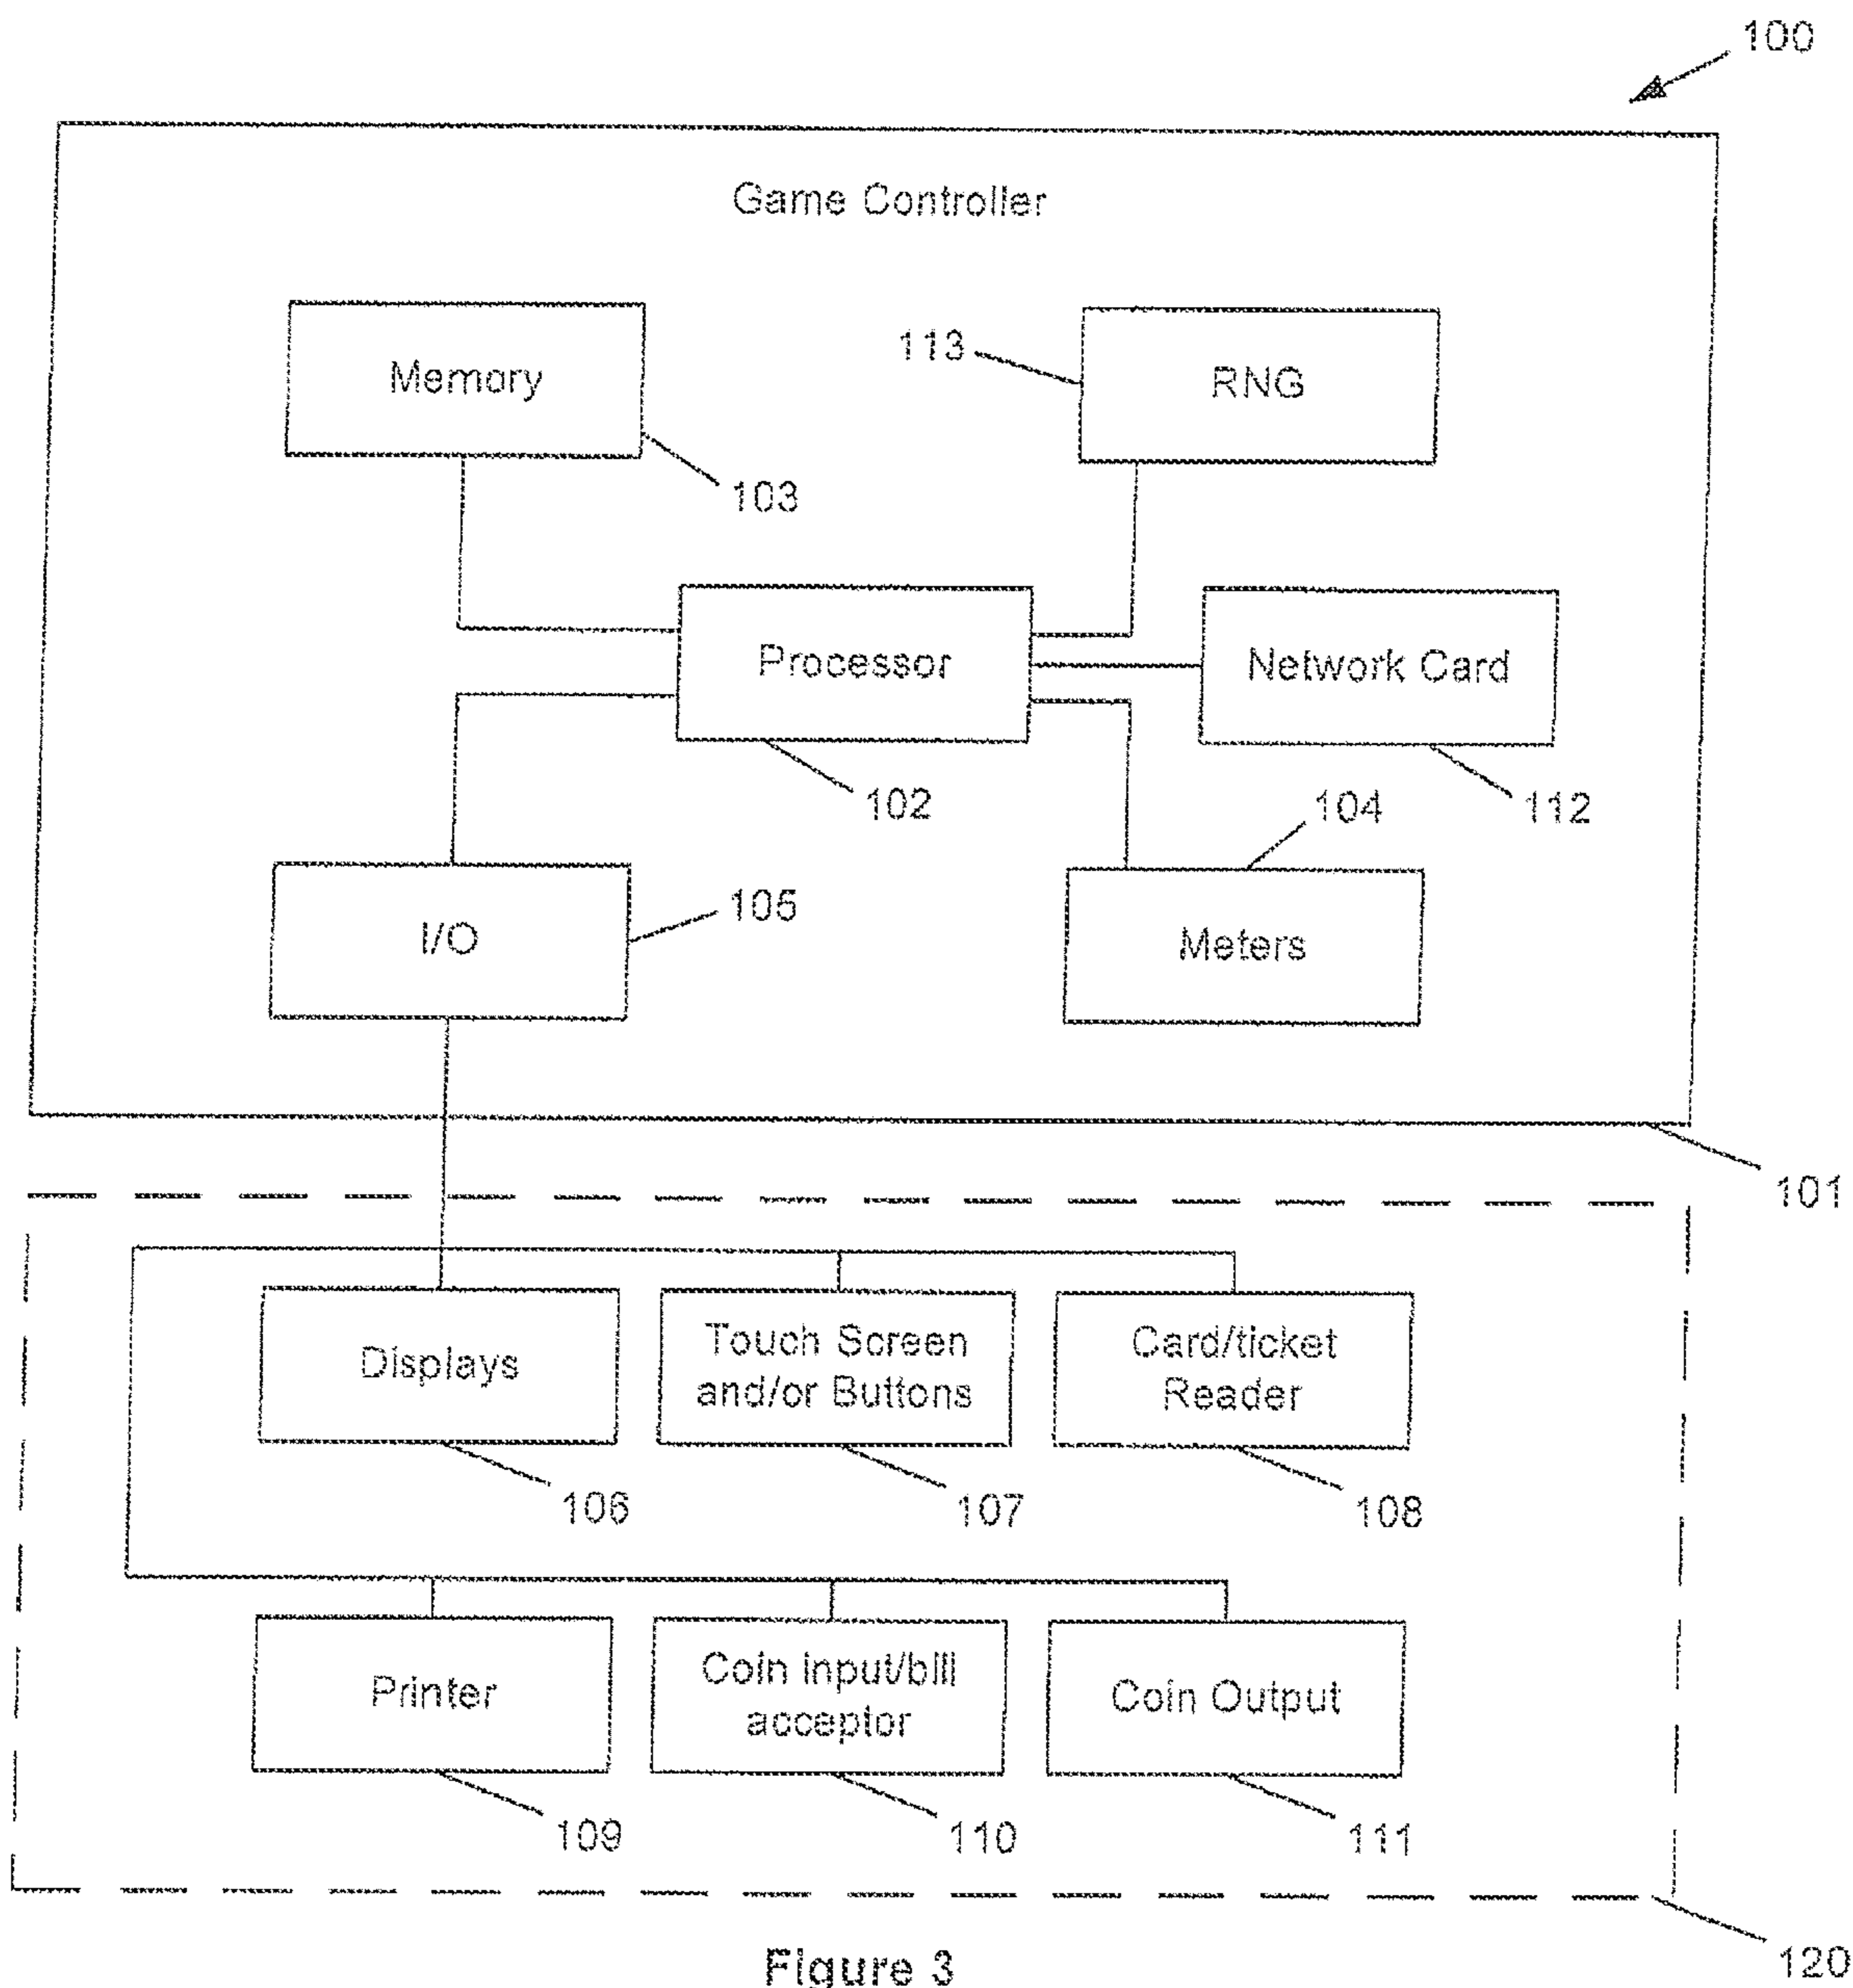 100
Game Controller
Memory
113
RNG
103
Processor
Network Card
102
104
112
I/O
105
Meters
101
Displays
Touch Screen
and/or Buttons
Card/ticket
Reader
106
107
108
Printer
Coin input/bill
acceptor
Coin Output
109
110
111
120
Figure 3